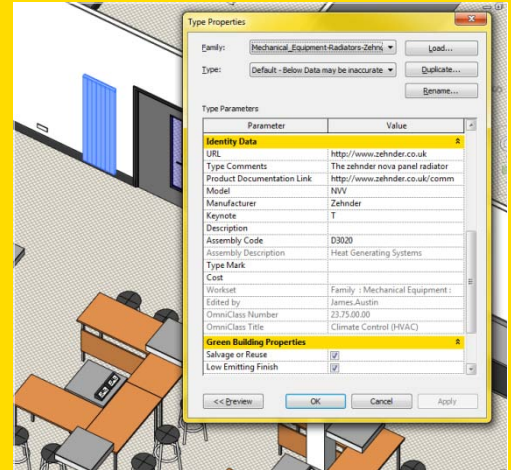 Type Properties
Family: Mechanical_Equipment-Radiators-Zehn Load...
Type: Default - Below Data may be inaccurate Duplicate...
Rename...
Type Parameters
Parameter Value
Identity Data
URL http://www.zehnder.co.uk
Type Comments The zehnder nova panel radiator
Product Documentation Link http://www.zehnder.co.uk/comm
Model NVV
Manufacturer Zehnder
Keynote T
Description
Assembly Code D3020
Assembly Description Heat Generating Systems
Type Mark
Cost
Workset Family : Mechanical Equipment :
Edited by James.Austin
OmniClass Number 23.75.00.00
OmniClass Title Climate Control (HVAC)
Green Building Properties
Salvage or Reuse
Low Emitting Finish
<< Preview OK Cancel Apply